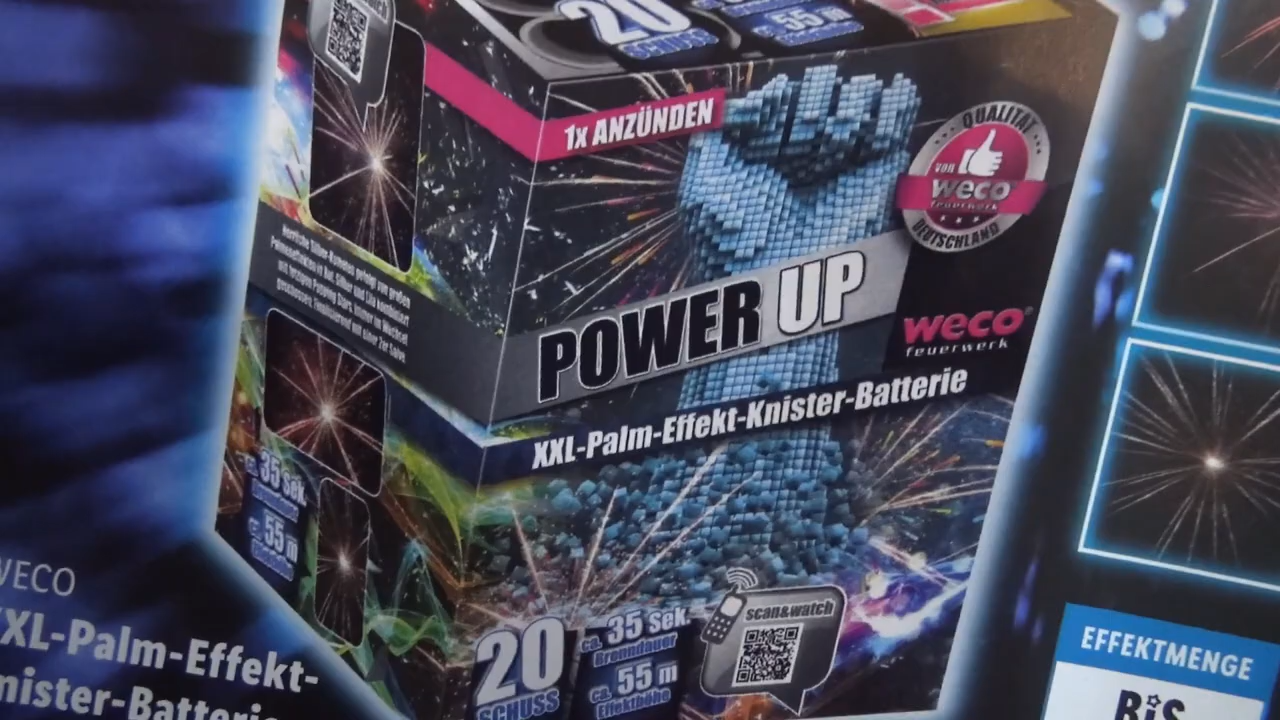 20
SCHUSS
55 m
1x ANZÜNDEN
QUALITÄT
von
weco
feuerwerk
DEUTSCHLAND
POWER UP
weco
feuerwerk
XXL-Palm-Effekt-Knister-Batterie
ca. 35 sek.
Brenndauer
ca. 55 m
Effekthöhe
scan&watch
20
SCHUSS
ca. 35 sek.
Brenndauer
ca. 55 m
Effekthöhe
WECO
XXL-Palm-Effekt-
Knister-Batterie
EFFEKTMENGE
BiS